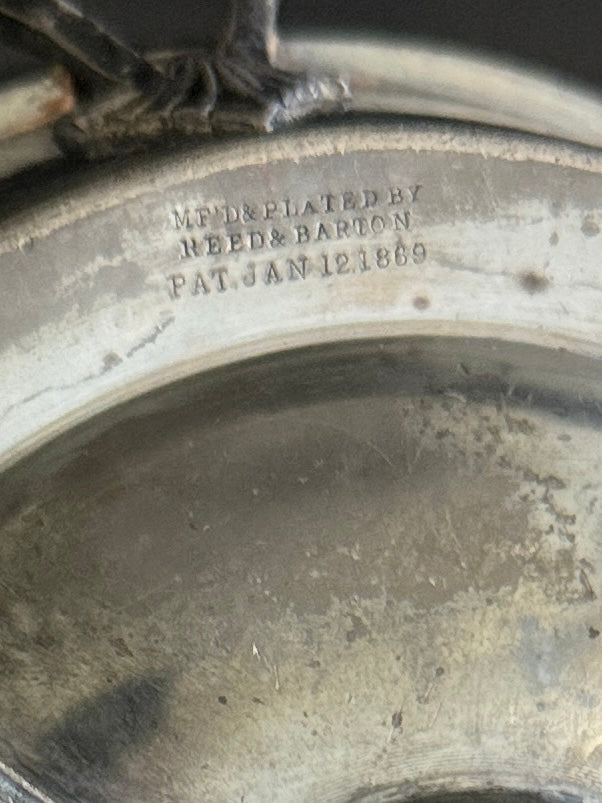 MF'D & PLATED BY
REED & BARTON
PAT. JAN 12.1869